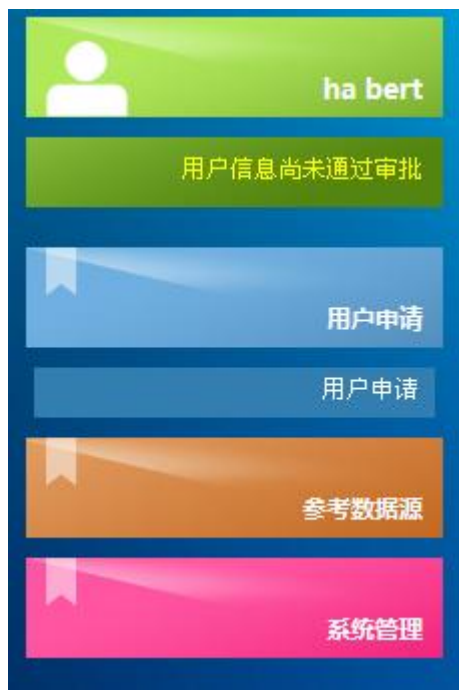 ha bert
用户信息尚未通过审批
用户申请
用户申请
参考数据源
系统管理